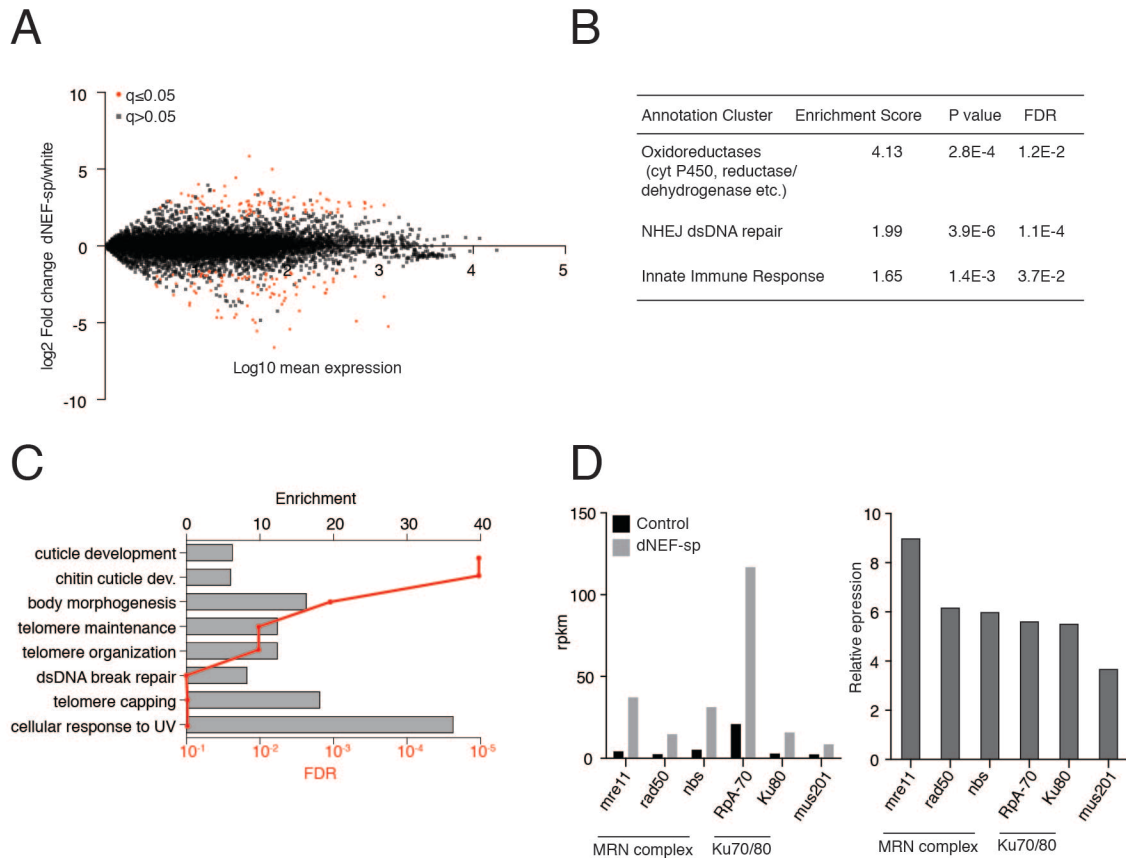 A
10
5
0
-5
-10
q≤0.05
q>0.05
log2 Fold change dNEF-sp/white
1
2
3
4
5
Log10 mean expression
B
Annotation Cluster Enrichment Score P value FDR
Oxidoreductases 4.13 2.8E-4 1.2E-2
(cyt P450, reductase/
dehydrogenase etc.)
NHEJ dsDNA repair 1.99 3.9E-6 1.1E-4
Innate Immune Response 1.65 1.4E-3 3.7E-2
C
Enrichment
0 10 20 30 40
cuticle development
chitin cuticle dev.
body morphogenesis
telomere maintenance
telomere organization
dsDNA break repair
telomere capping
cellular response to UV
10-1 10-2 10-3 10-4 10-5
FDR
D
150
100
50
0
rpkm
Control
dNEF-sp
mre11
rad50
nbs
RpA-70
Ku80
mus201
MRN complex
Ku70/80
10
8
6
4
2
0
Relative epression
mre11
rad50
nbs
RpA-70
Ku80
mus201
MRN complex
Ku70/80